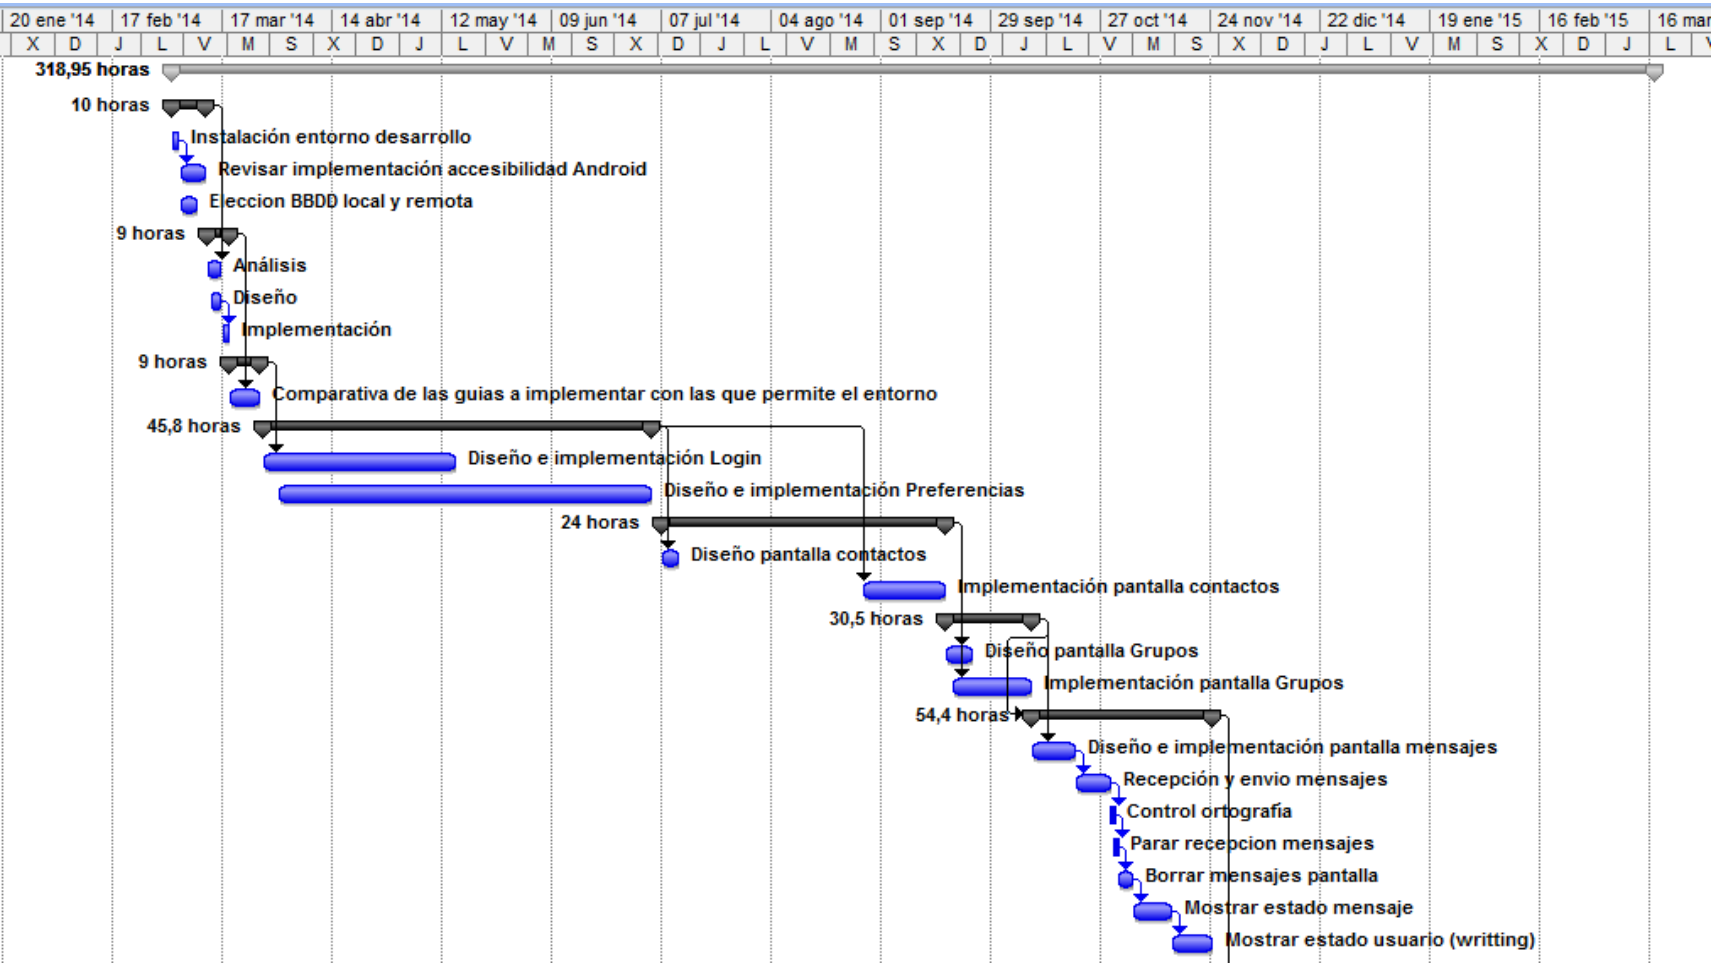 20 ene '14 17 feb '14 17 mar '14 14 abr '14 12 may '14 09 jun '14 07 jul '14 04 ago '14 01 sep '14 29 sep '14 27 oct '14 24 nov '14 22 dic '14 19 ene '15 16 feb '15 16 mar
X D J L V M S X D J L V M S X D J L V M S X D J L V M S X D J L V M S X D J L V
318,95 horas
10 horas
Instalación entorno desarrollo
Revisar implementación accesibilidad Android
Eleccion BBDD local y remota
9 horas
Análisis
Diseño
Implementación
9 horas
Comparativa de las guias a implementar con las que permite el entorno
45,8 horas
Diseño e implementación Login
Diseño e implementación Preferencias
24 horas
Diseño pantalla contactos
Implementación pantalla contactos
30,5 horas
Diseño pantalla Grupos
Implementación pantalla Grupos
54,4 horas
Diseño e implementación pantalla mensajes
Recepción y envio mensajes
Control ortografía
Parar recepcion mensajes
Borrar mensajes pantalla
Mostrar estado mensaje
Mostrar estado usuario (writting)